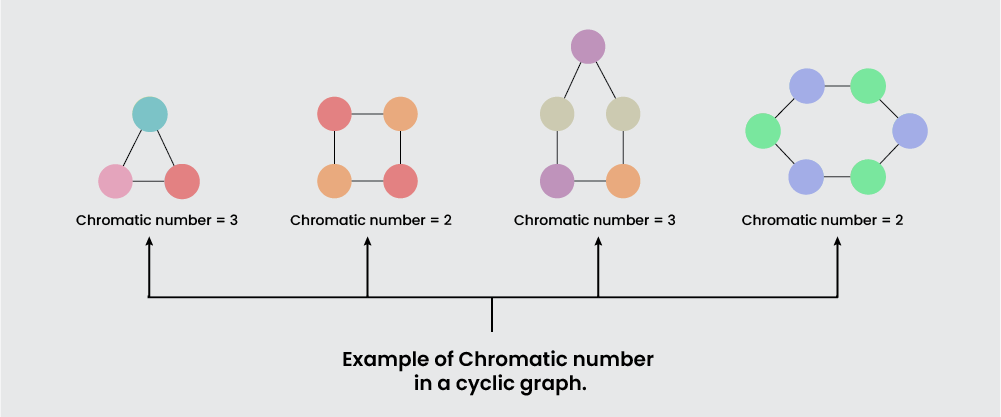 Chromatic number = 3
Chromatic number = 2
Chromatic number = 3
Chromatic number = 2
Example of Chromatic number
in a cyclic graph.